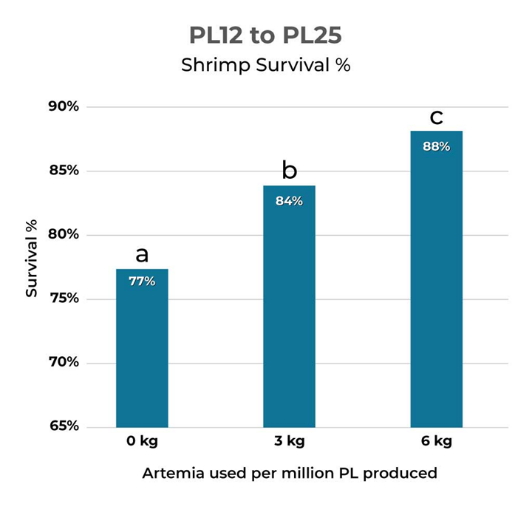 PL12 to PL25
Shrimp Survival %
90%
85%
80%
75%
70%
65%
Survival %
a
77%
b
84%
c
88%
0 kg
3 kg
6 kg
Artemia used per million PL produced